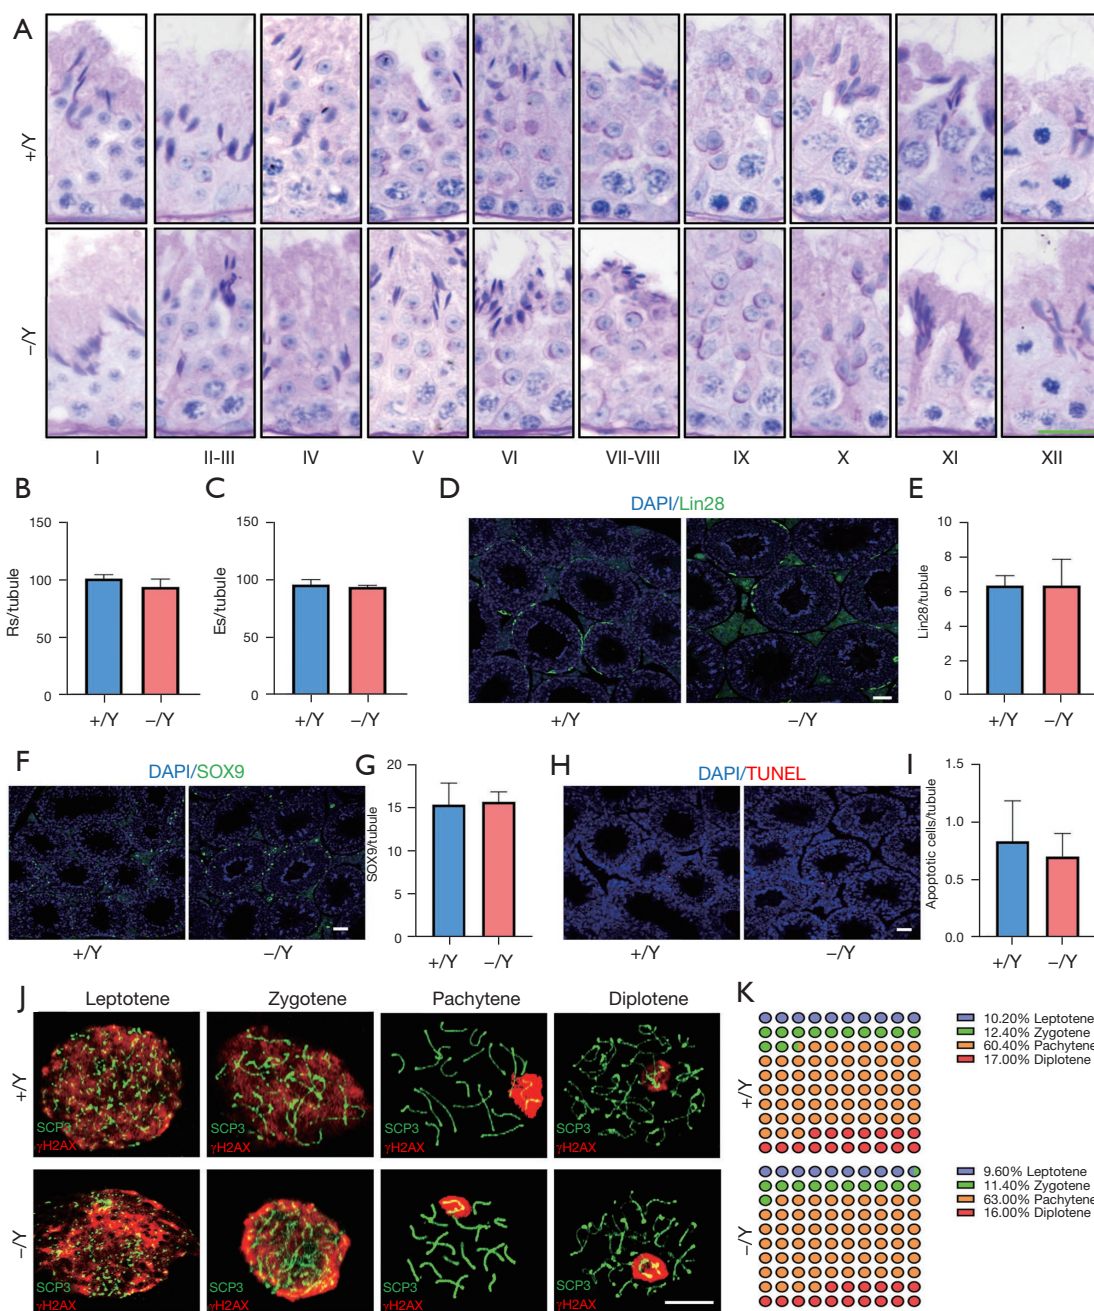 A
+/Y
−/Y
I II-III IV V VI VII-VIII IX X XI XII
B
150
100
50
0
Rs/tubule
+/Y −/Y
C
150
100
50
0
Es/tubule
+/Y −/Y
D
DAPI/Lin28
+/Y −/Y
E
10
8
6
4
2
0
Lin28/tubule
+/Y −/Y
F
DAPI/SOX9
+/Y −/Y
G
20
15
10
5
0
SOX9/tubule
+/Y −/Y
H
DAPI/TUNEL
+/Y −/Y
I
1.5
1.0
0.5
0.0
Apoptotic cells/tubule
+/Y −/Y
J
Leptotene Zygotene Pachytene Diplotene
+/Y
SCP3 SCP3 SCP3 SCP3
γH2AX γH2AX γH2AX γH2AX
−/Y
SCP3 SCP3 SCP3 SCP3
γH2AX γH2AX γH2AX γH2AX
K
+/Y
10.20% Leptotene
12.40% Zygotene
60.40% Pachytene
17.00% Diplotene
−/Y
9.60% Leptotene
11.40% Zygotene
63.00% Pachytene
16.00% Diplotene